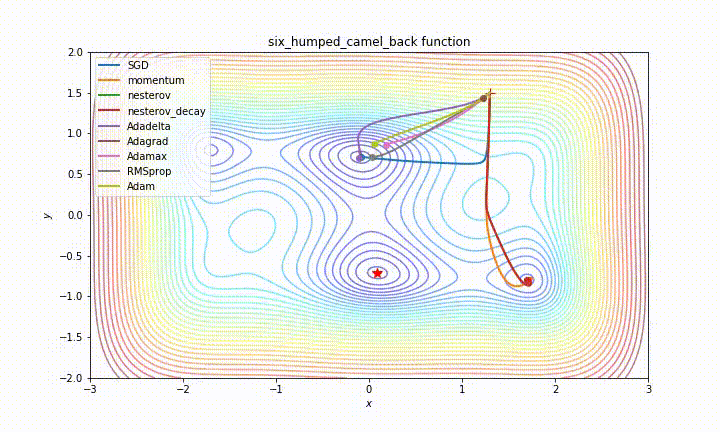 six_humped_camel_back function
SGD
momentum
nesterov
nesterov_decay
Adadelta
Adagrad
Adamax
RMSprop
Adam
2.0
1.5
1.0
0.5
0.0
−0.5
−1.0
−1.5
−2.0
y
−3
−2
−1
0
1
2
3
x